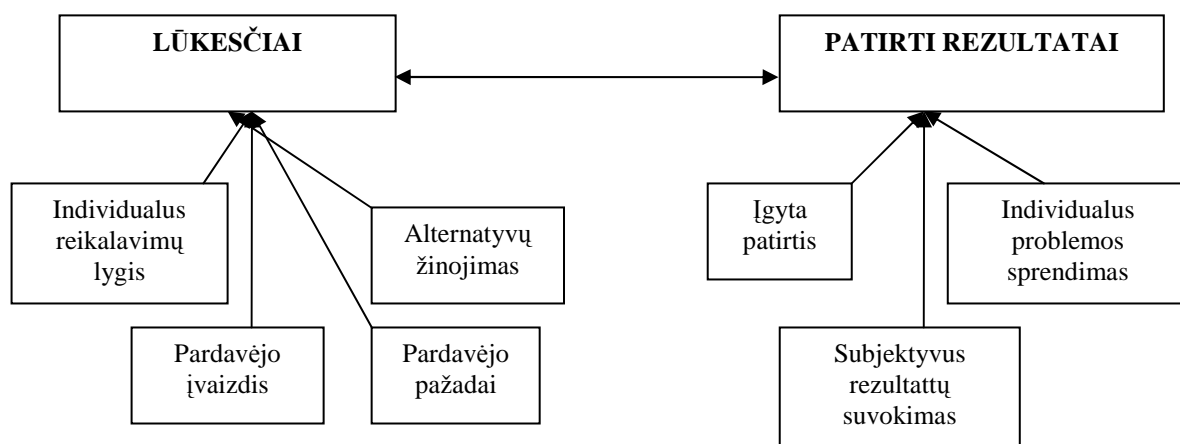 LŪKESČIAI
PATIRTI REZULTATAI
Individualus
reikalavimų
lygis
Alternatyvų
žinojimas
Įgyta
patirtis
Individualus
problemos
sprendimas
Pardavėjo
įvaizdis
Pardavėjo
pažadai
Subjektyvus
rezultattų
suvokimas